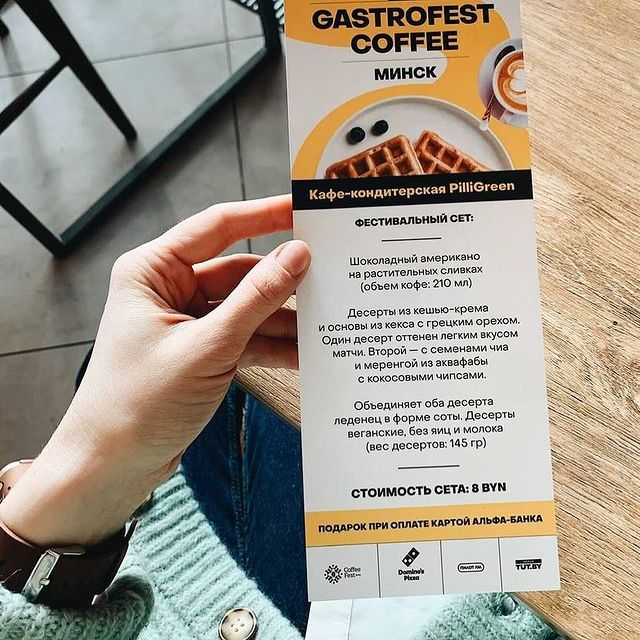 GASTROFEST
COFFEE
МИНСК
Кафе-кондитерская PilliGreen
ФЕСТИВАЛЬНЫЙ СЕТ:
Шоколадный американо
на растительных сливках
(объем кофе: 210 мл)
Десерты из кешью-крема
и основы из кекса с грецким орехом.
Один десерт оттенен легким вкусом
матчи. Второй — с семенами чиа
и меренгой из аквафабы
с кокосовыми чипсами.
Объединяет оба десерта
леденец в форме соты. Десерты
веганские, без яиц и молока
(вес десертов: 145 гр)
СТОИМОСТЬ СЕТА: 8 BYN
ПОДАРОК ПРИ ОПЛАТЕ КАРТОЙ АЛЬФА-БАНКА
Coffee
Fest—
Domino's
Pizza
ПИЛОТ FM
TUT.BY